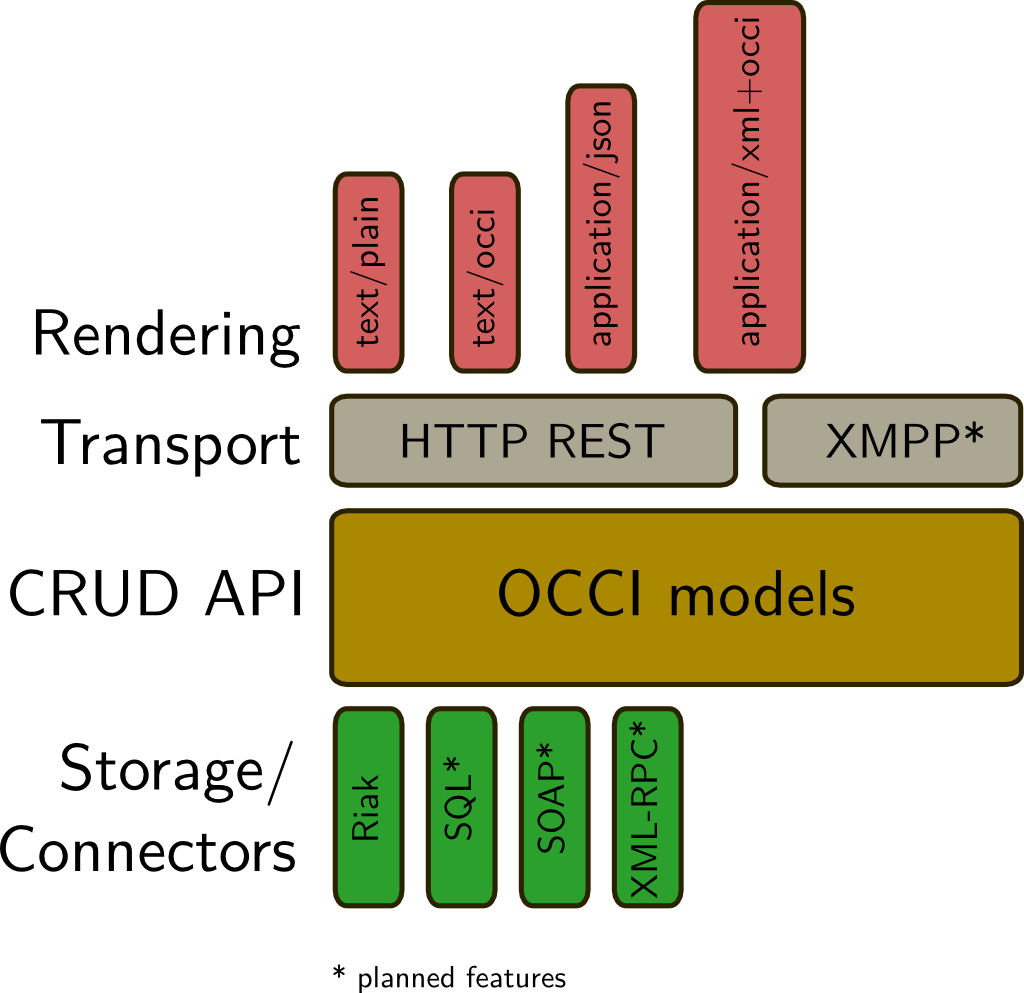 text/plain
text/occi
application/json
application/xml+occi
Rendering
Transport
HTTP REST
XMPP*
CRUD API
OCCI models
Storage/
Connectors
Riak
SQL*
SOAP*
XML-RPC*
* planned features